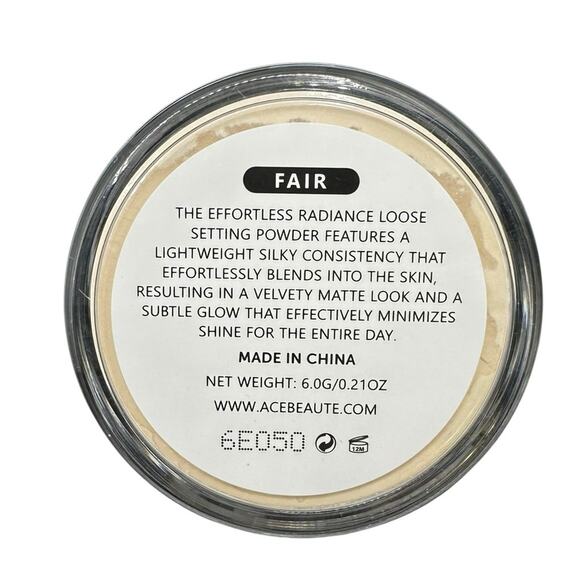 FAIR
THE EFFORTLESS RADIANCE LOOSE
SETTING POWDER FEATURES A
LIGHTWEIGHT SILKY CONSISTENCY THAT
EFFORTLESSLY BLENDS INTO THE SKIN,
RESULTING IN A VELVETY MATTE LOOK AND A
SUBTLE GLOW THAT EFFECTIVELY MINIMIZES
SHINE FOR THE ENTIRE DAY.
MADE IN CHINA
NET WEIGHT: 6.0G/0.21OZ
WWW.ACEBEAUTE.COM
6E050 12M